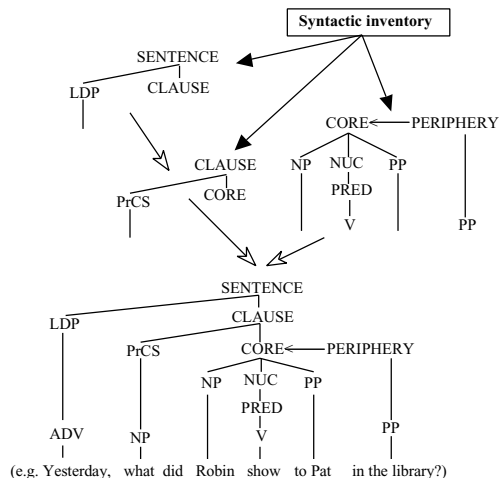 Syntactic inventory
SENTENCE
LDP CLAUSE
CORE PERIPHERY
CLAUSE NP NUC PP
PrCS CORE PRED
V PP
SENTENCE
LDP CLAUSE
PrCS CORE PERIPHERY
NP NUC PP
PRED
ADV NP V PP
(e.g. Yesterday, what did Robin show to Pat in the library?)